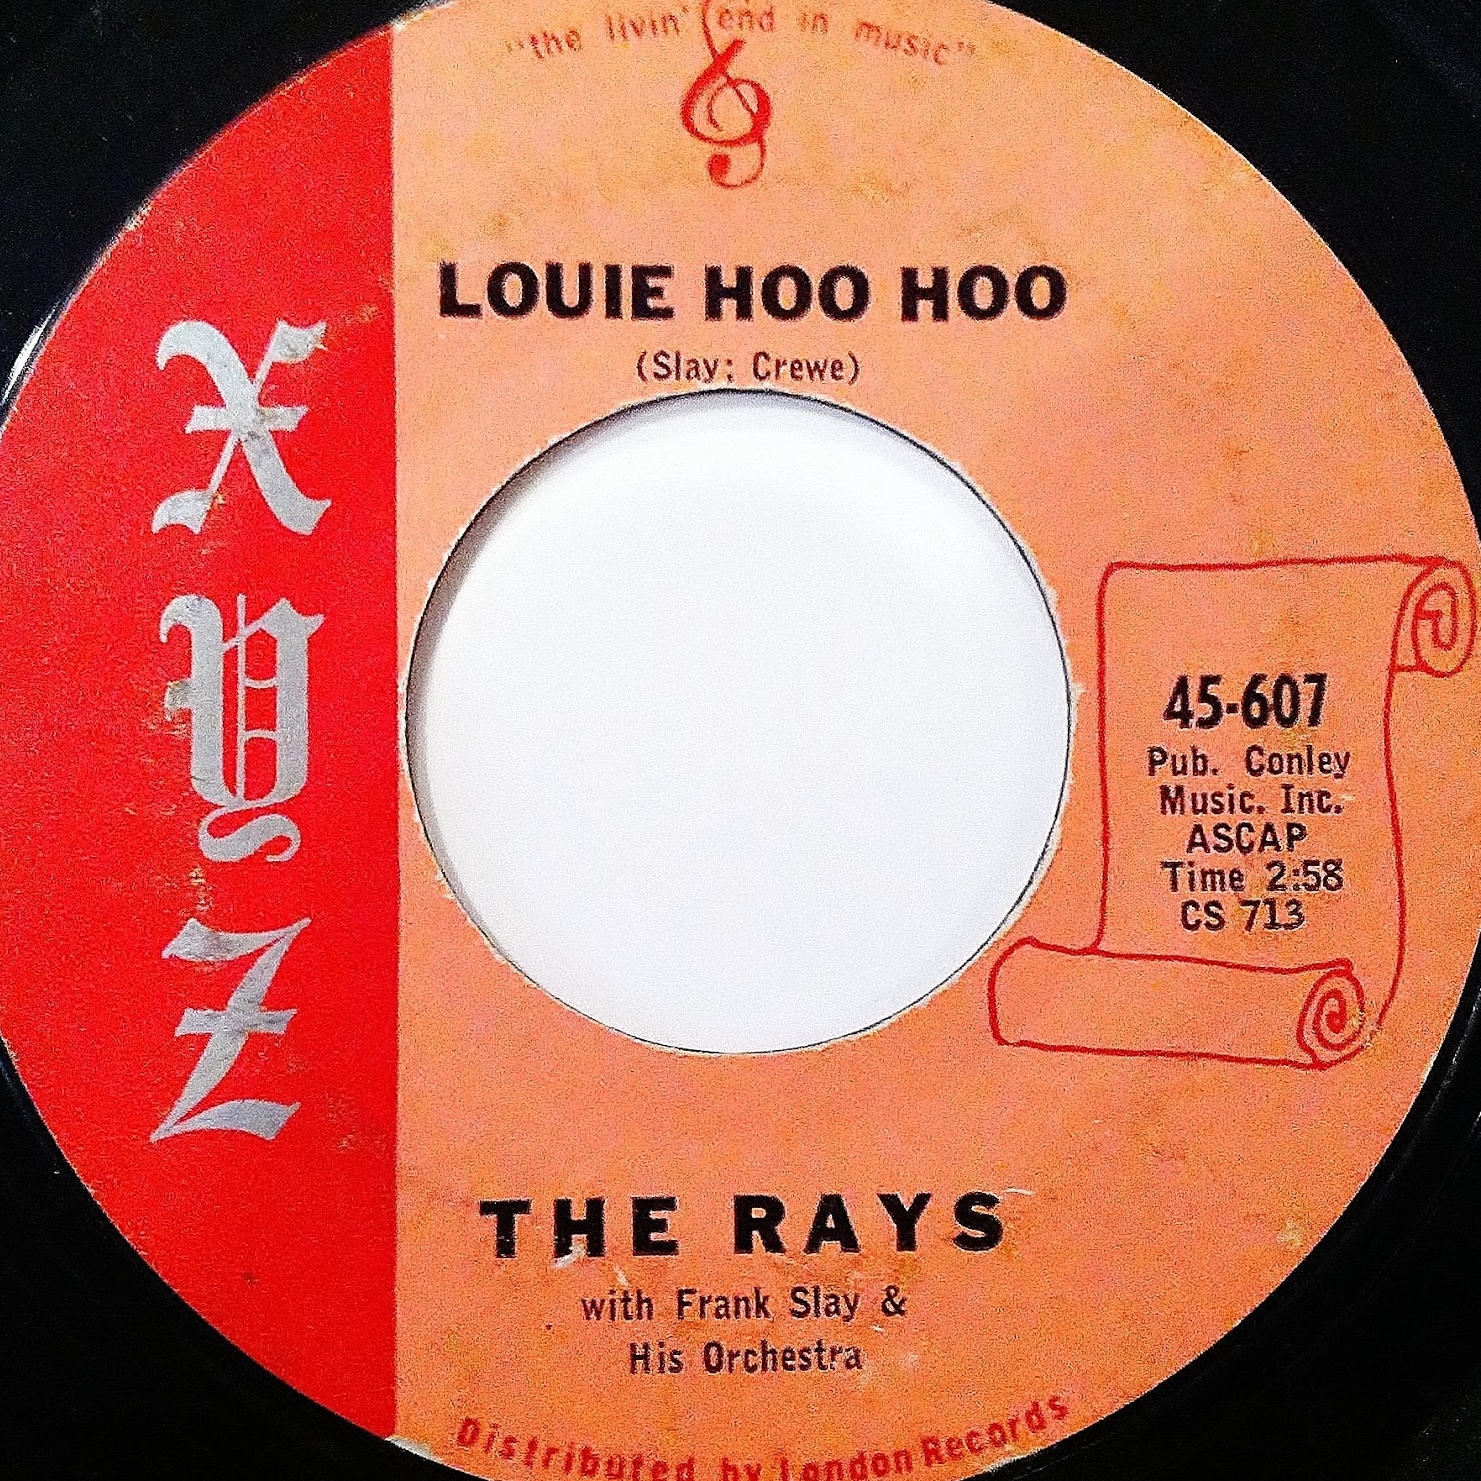 "the livin' end in music"
LOUIE HOO HOO
(Slay; Crewe)
X
Y
Z
45-607
Pub. Conley
Music. Inc.
ASCAP
Time 2:58
CS 713
THE RAYS
with Frank Slay &
His Orchestra
Distributed by London Records